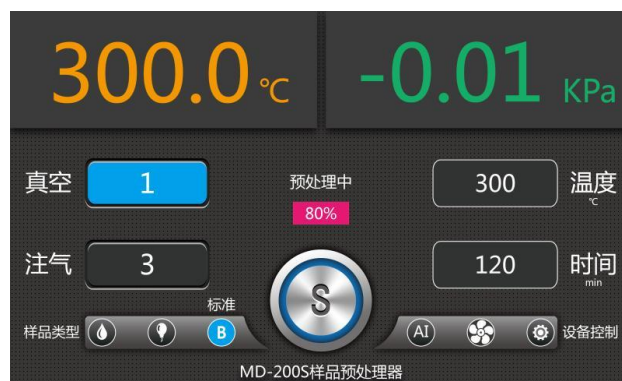 300.0 ℃
-0.01 KPa
真空 1
预处理中
300 温度
℃
80%
注气 3
120 时间
min
标准
S
样品类型 B
AI 设备控制
MD-200S样品预处理器